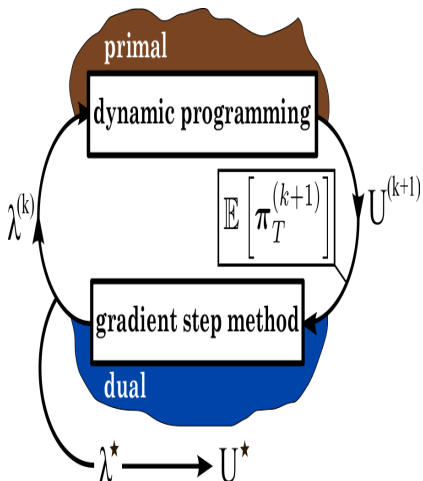 primal
dynamic programming
λ^(k)
𝔼[π_T^(k+1)]
U^(k+1)
gradient step method
dual
λ^★ → U^★